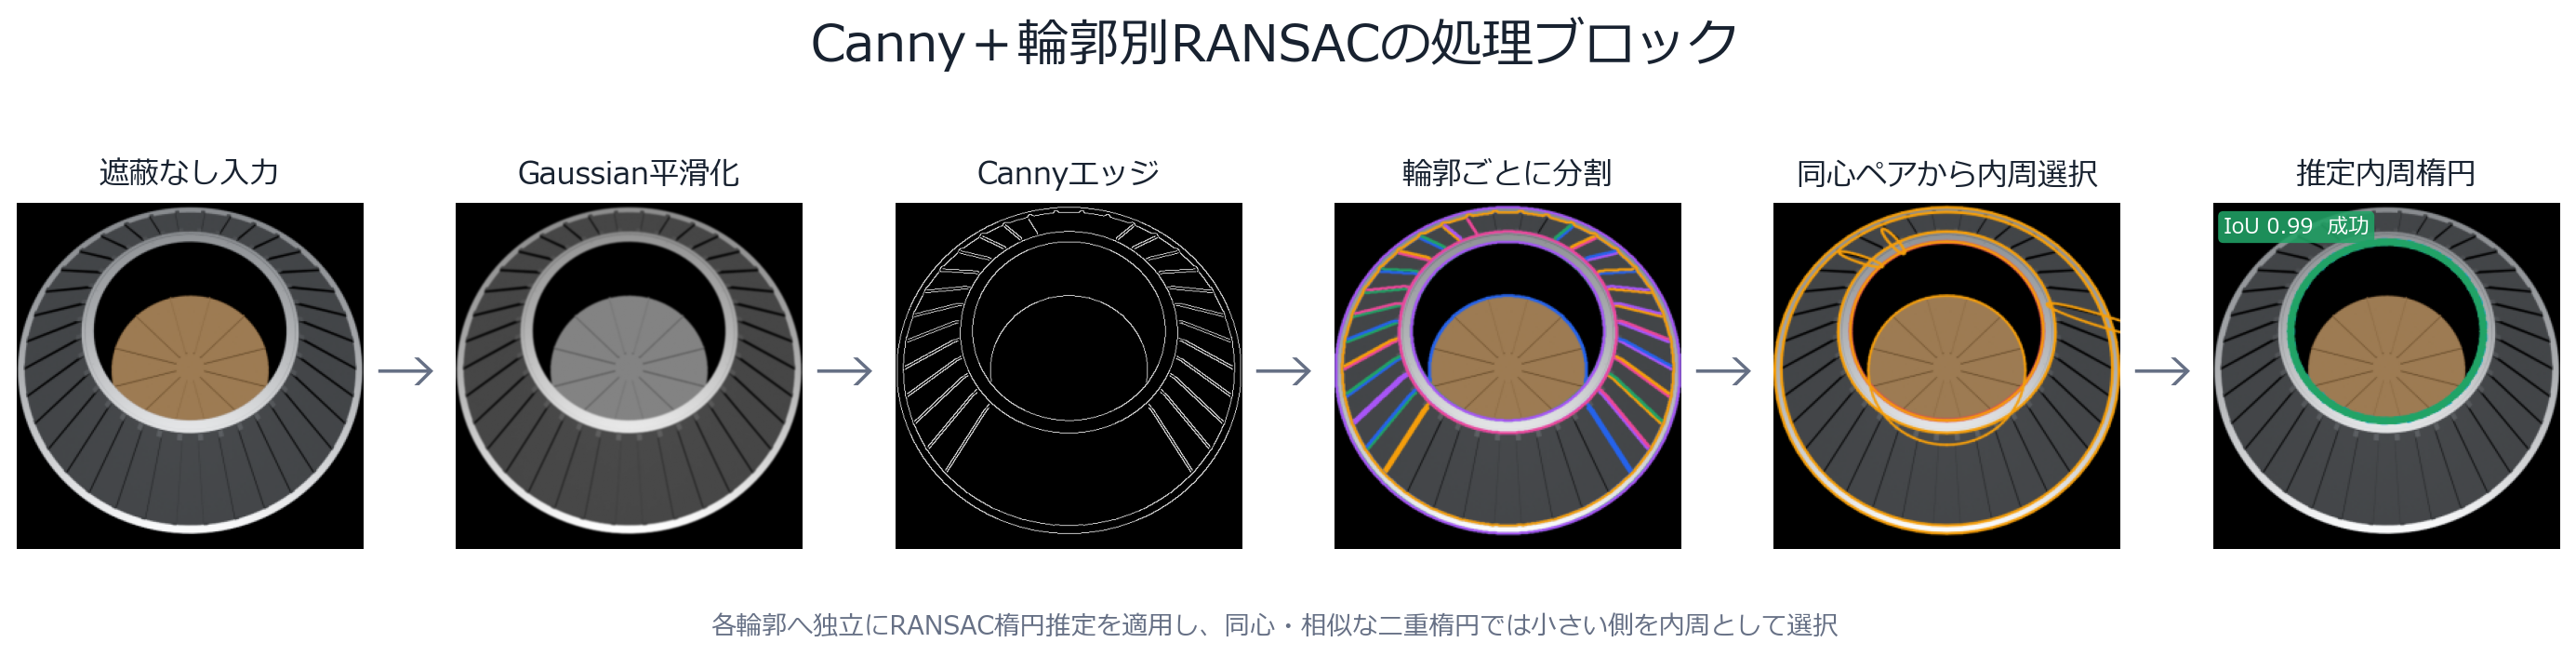 Canny＋輪郭別RANSACの処理ブロック
遮蔽なし入力
Gaussian平滑化
Cannyエッジ
輪郭ごとに分割
同心ペアから内周選択
推定内周楕円
IoU 0.99 成功
各輪郭へ独立にRANSAC楕円推定を適用し、同心・相似な二重楕円では小さい側を内周として選択